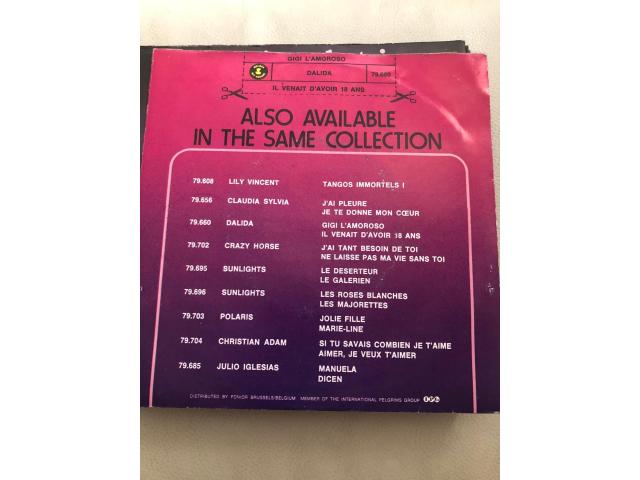 GIGI L'AMOROSO
DALIDA 79.660
IL VENAIT D'AVOIR 18 ANS
ALSO AVAILABLE
IN THE SAME COLLECTION
79.608 LILY VINCENT TANGOS IMMORTELS !
79.656 CLAUDIA SYLVIA J'AI PLEURE
JE TE DONNE MON CŒUR
79.660 DALIDA GIGI L'AMOROSO
IL VENAIT D'AVOIR 18 ANS
79.702 CRAZY HORSE J'AI TANT BESOIN DE TOI
NE LAISSE PAS MA VIE SANS TOI
79.695 SUNLIGHTS LE DESERTEUR
LE GALERIEN
79.696 SUNLIGHTS LES ROSES BLANCHES
LES MAJORETTES
79.703 POLARIS JOLIE FILLE
MARIE-LINE
79.704 CHRISTIAN ADAM SI TU SAVAIS COMBIEN JE T'AIME
AIMER, JE VEUX T'AIMER
79.685 JULIO IGLESIAS MANUELA
DICEN
DISTRIBUTED BY FONIOR BRUSSELS/BELGIUM MEMBER OF THE INTERNATIONAL PELGRIMS GROUP